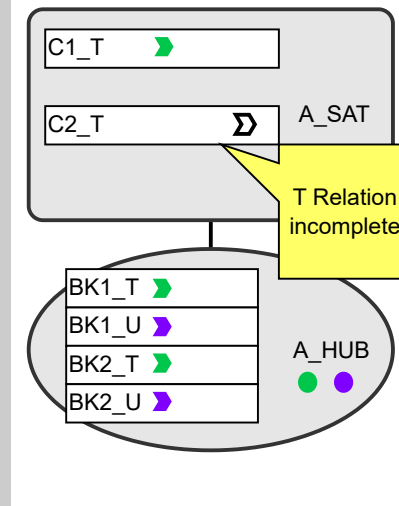 C1_T
C2_T
A_SAT
T Relation
incomplete
BK1_T
BK1_U
BK2_T
BK2_U
A_HUB